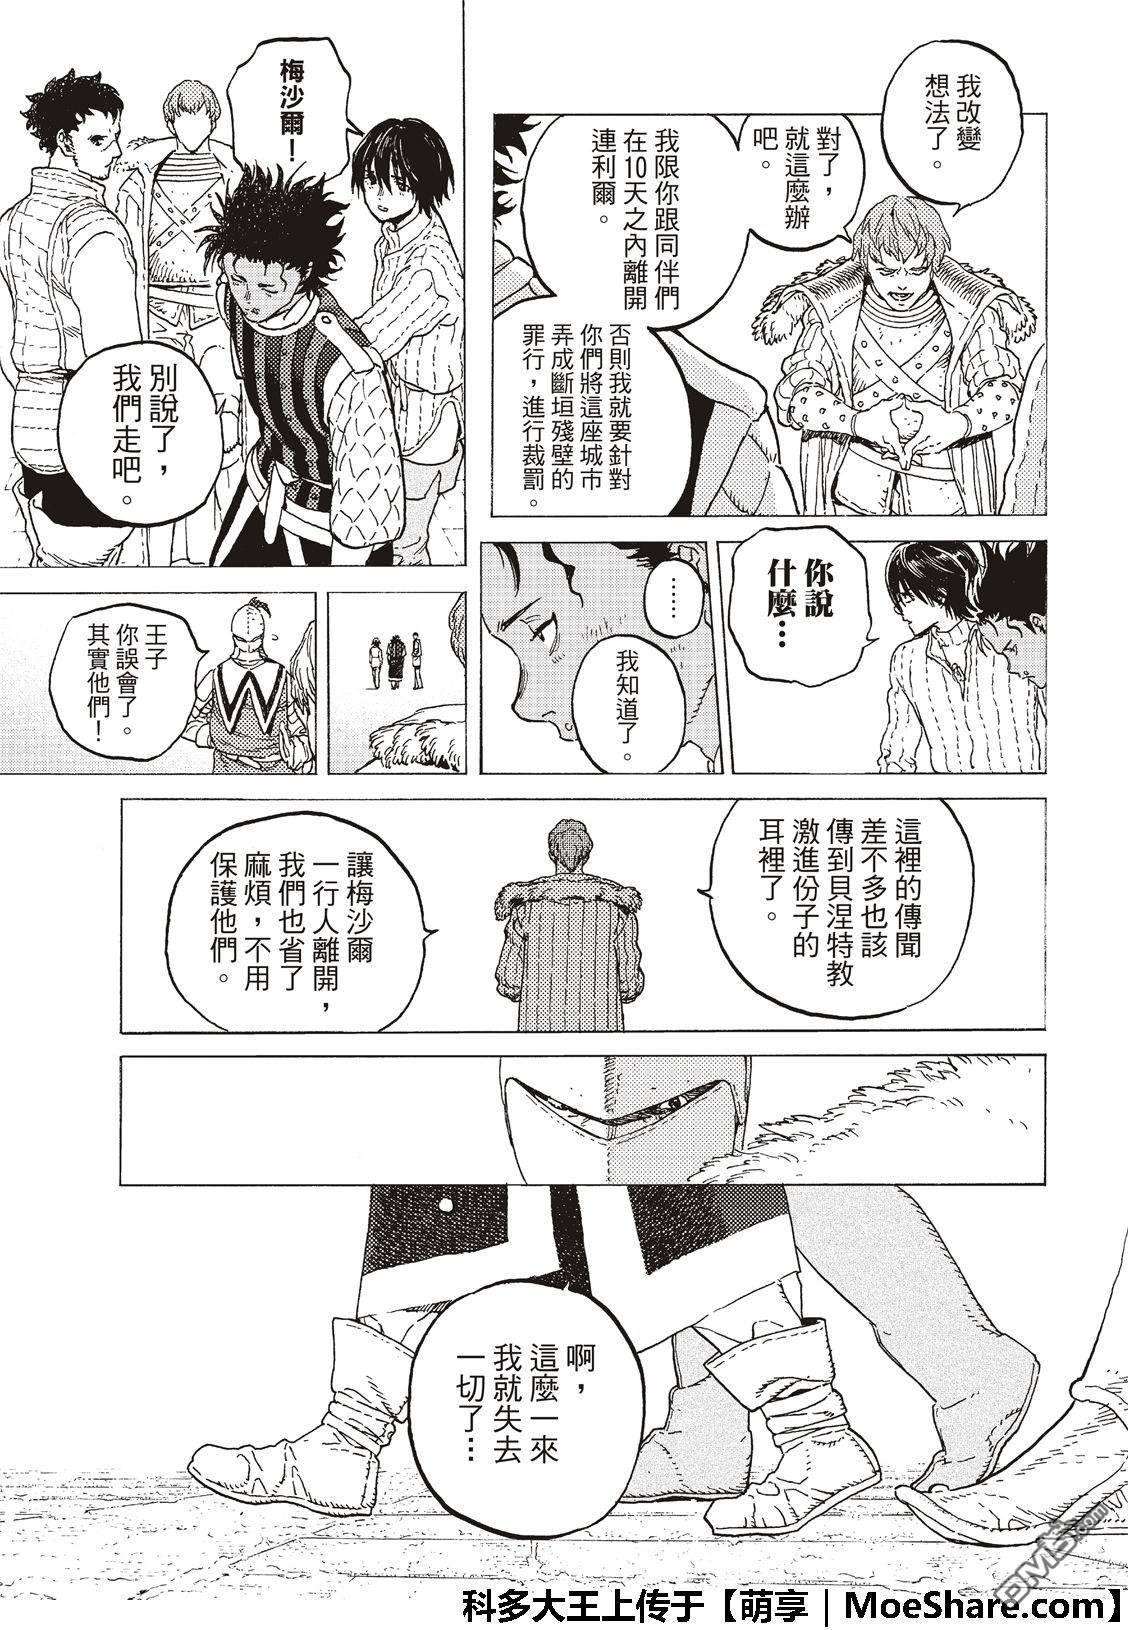 我改變
想法了。
對了，
就這麼辦
吧。
我限你跟同伴們
在10天之內離開
連利爾。
否則我就要針對
你們將這座城市
弄成斷垣殘壁的
罪行，進行裁罰。
梅沙爾！
別說了，
我們走吧。
你說
什麼…
……
我知道了。
王子
你誤會了。
其實他們！
這裡的傳聞
差不多也該
傳到貝涅特教
激進份子的
耳裡了。
讓梅沙爾
一行人離開，
我們也省了
麻煩，不用
保護他們。
啊，
這麼一來
我就失去
一切了…
科多大王上传于【萌享｜MoeShare.com】